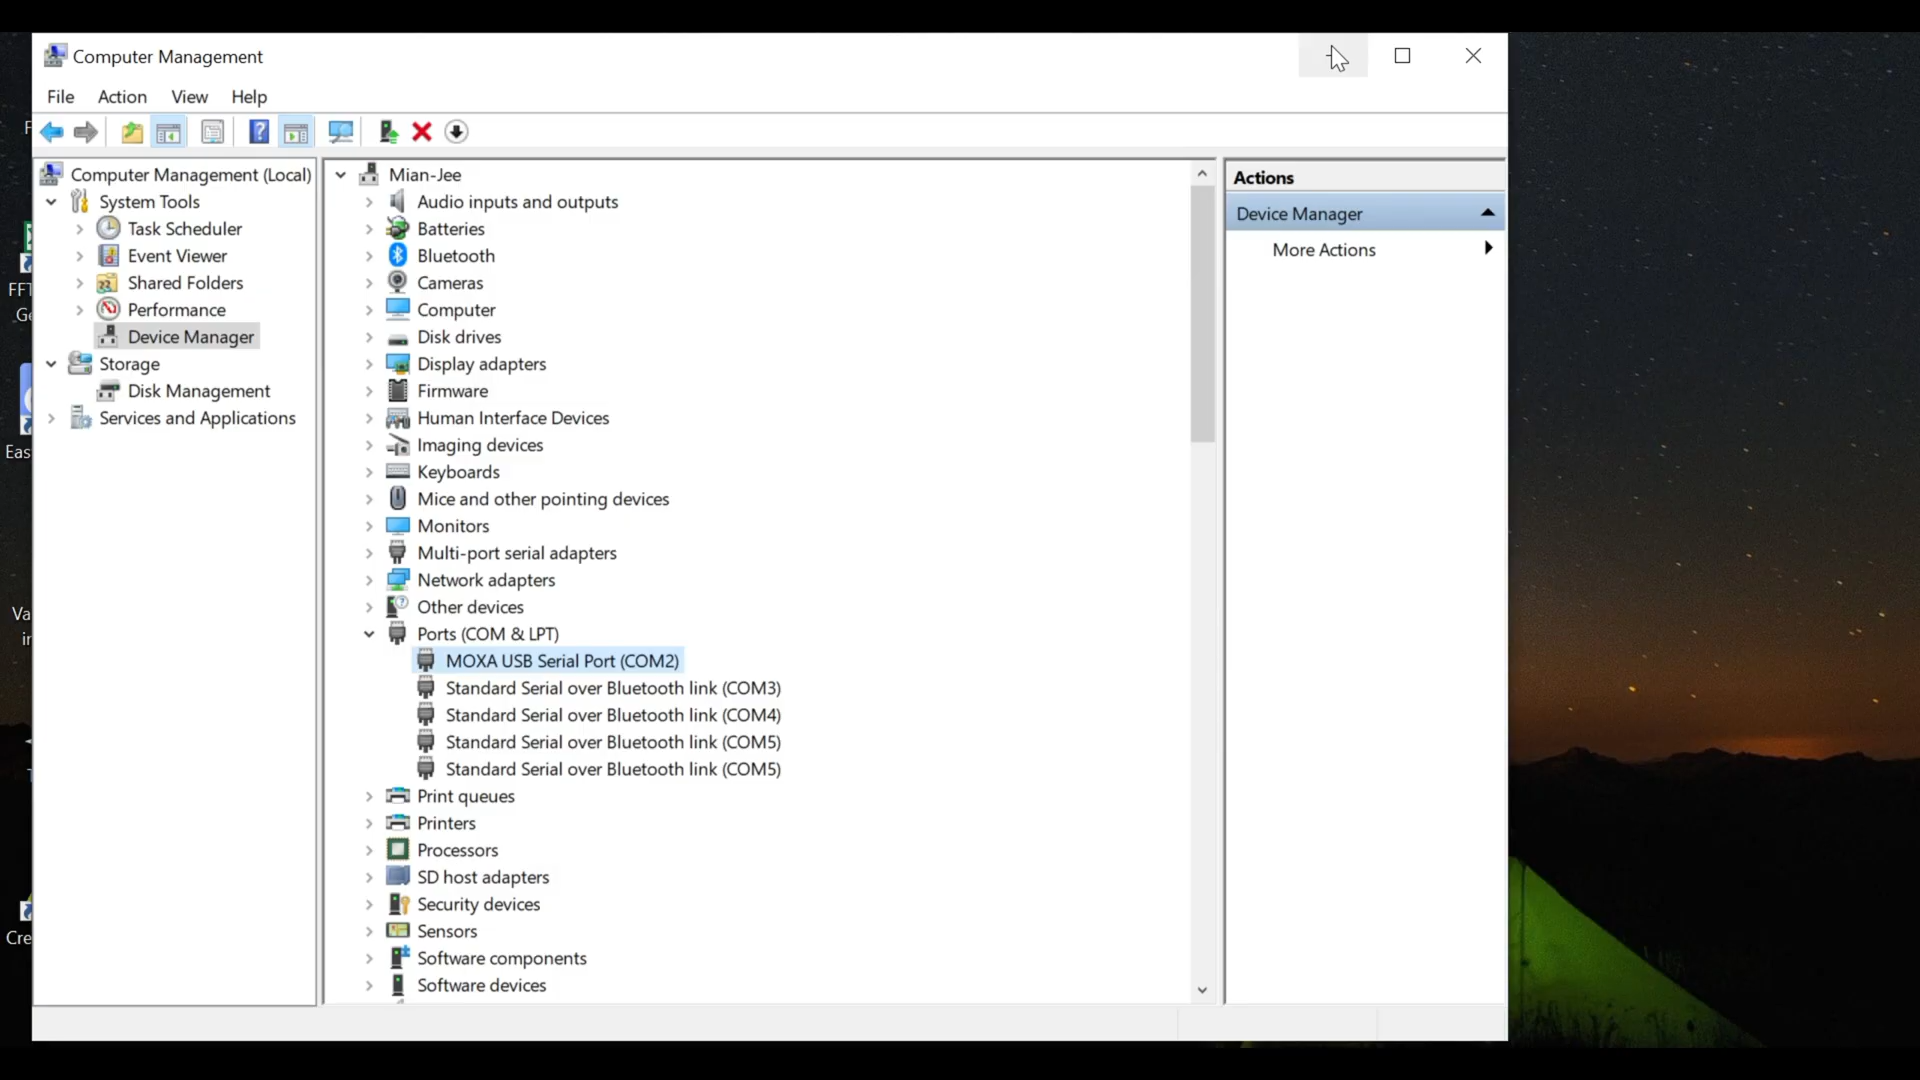 Computer Management
File Action View Help
Computer Management (Local)
System Tools
Task Scheduler
Event Viewer
Shared Folders
Performance
Device Manager
Storage
Disk Management
Services and Applications
Mian-Jee
Audio inputs and outputs
Batteries
Bluetooth
Cameras
Computer
Disk drives
Display adapters
Firmware
Human Interface Devices
Imaging devices
Keyboards
Mice and other pointing devices
Monitors
Multi-port serial adapters
Network adapters
Other devices
Ports (COM & LPT)
MOXA USB Serial Port (COM2)
Standard Serial over Bluetooth link (COM3)
Standard Serial over Bluetooth link (COM4)
Standard Serial over Bluetooth link (COM5)
Standard Serial over Bluetooth link (COM5)
Print queues
Printers
Processors
SD host adapters
Security devices
Sensors
Software components
Software devices
Actions
Device Manager
More Actions